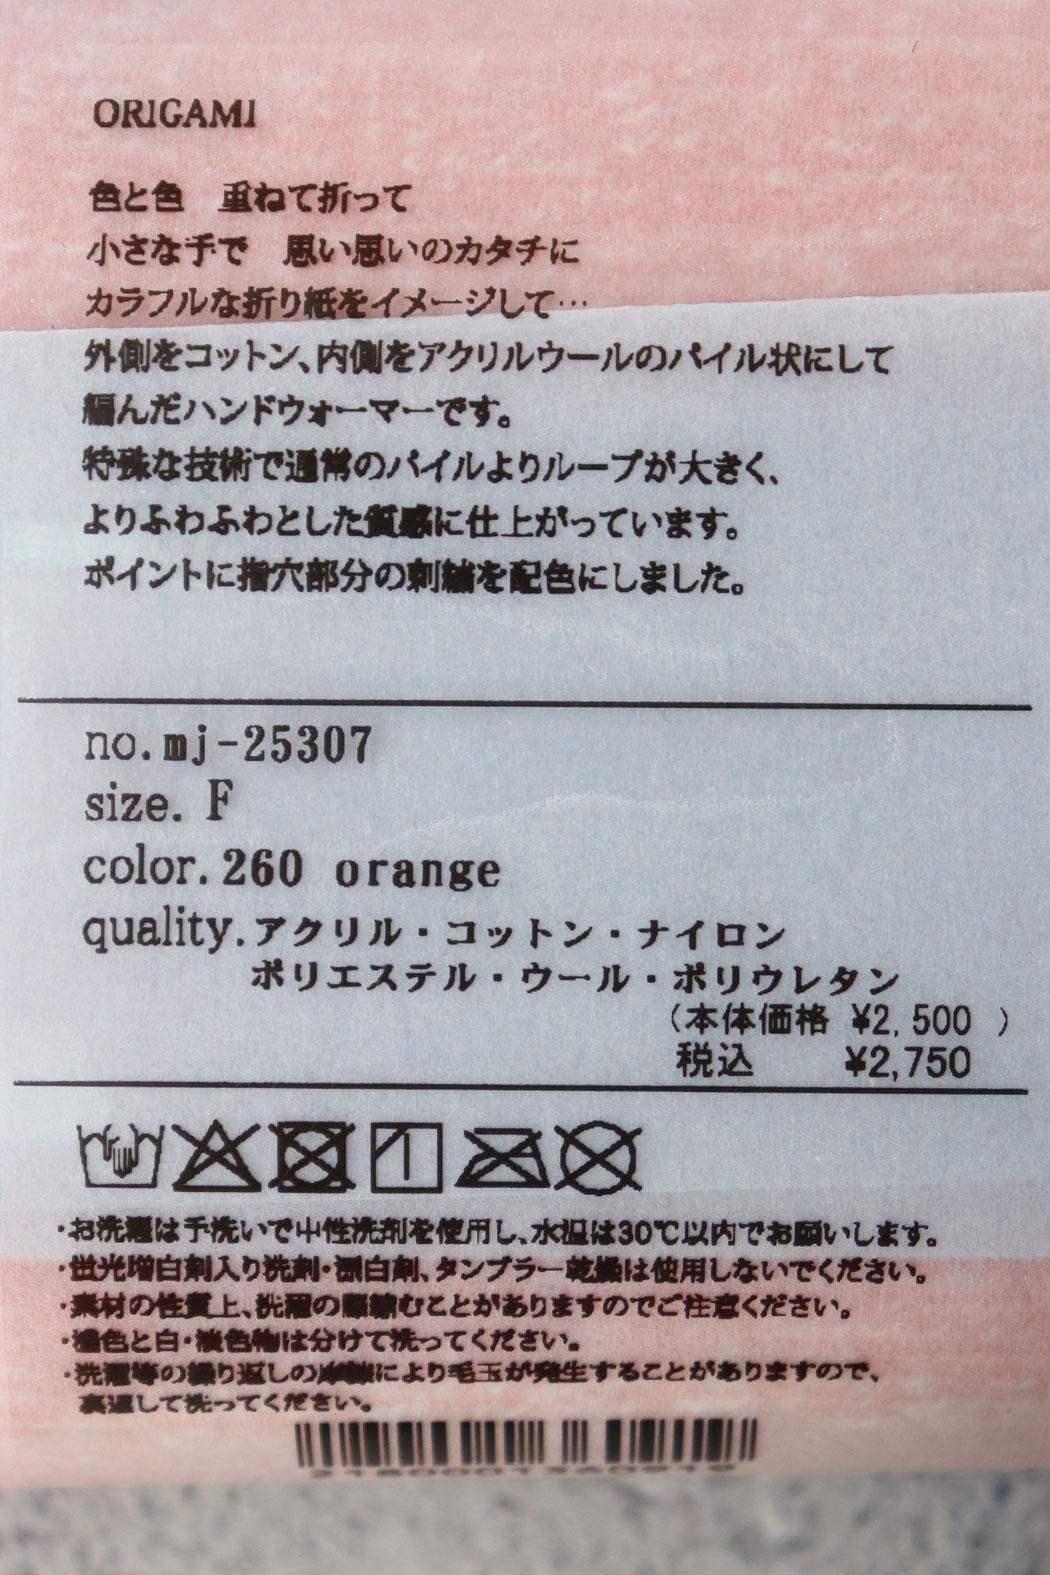 ORIGAMI
色と色　重ねて折って
小さな手で　思い思いのカタチに
カラフルな折り紙をイメージして…
外側をコットン、内側をアクリルウールのパイル状にして
編んだハンドウォーマーです。
特殊な技術で通常のパイルよりループが大きく、
よりふわふわとした質感に仕上がっています。
ポイントに指穴部分の刺繍を配色にしました。
no.mj-25307
size. F
color.260 orange
quality.アクリル・コットン・ナイロン
ポリエステル・ウール・ポリウレタン
(本体価格 ¥2,500 )
税込 ¥2,750
・お洗濯は手洗いで中性洗剤を使用し、水温は30℃以内でお願いします。
・蛍光増白剤入り洗剤・漂白剤、タンブラー乾燥は使用しないでください。
・素材の性質上、洗濯の際縮むことがありますのでご注意ください。
・濃色と白・淡色物は分けて洗ってください。
・洗濯等の繰り返しの摩擦により毛玉が発生することがありますので、
裏返して洗ってください。